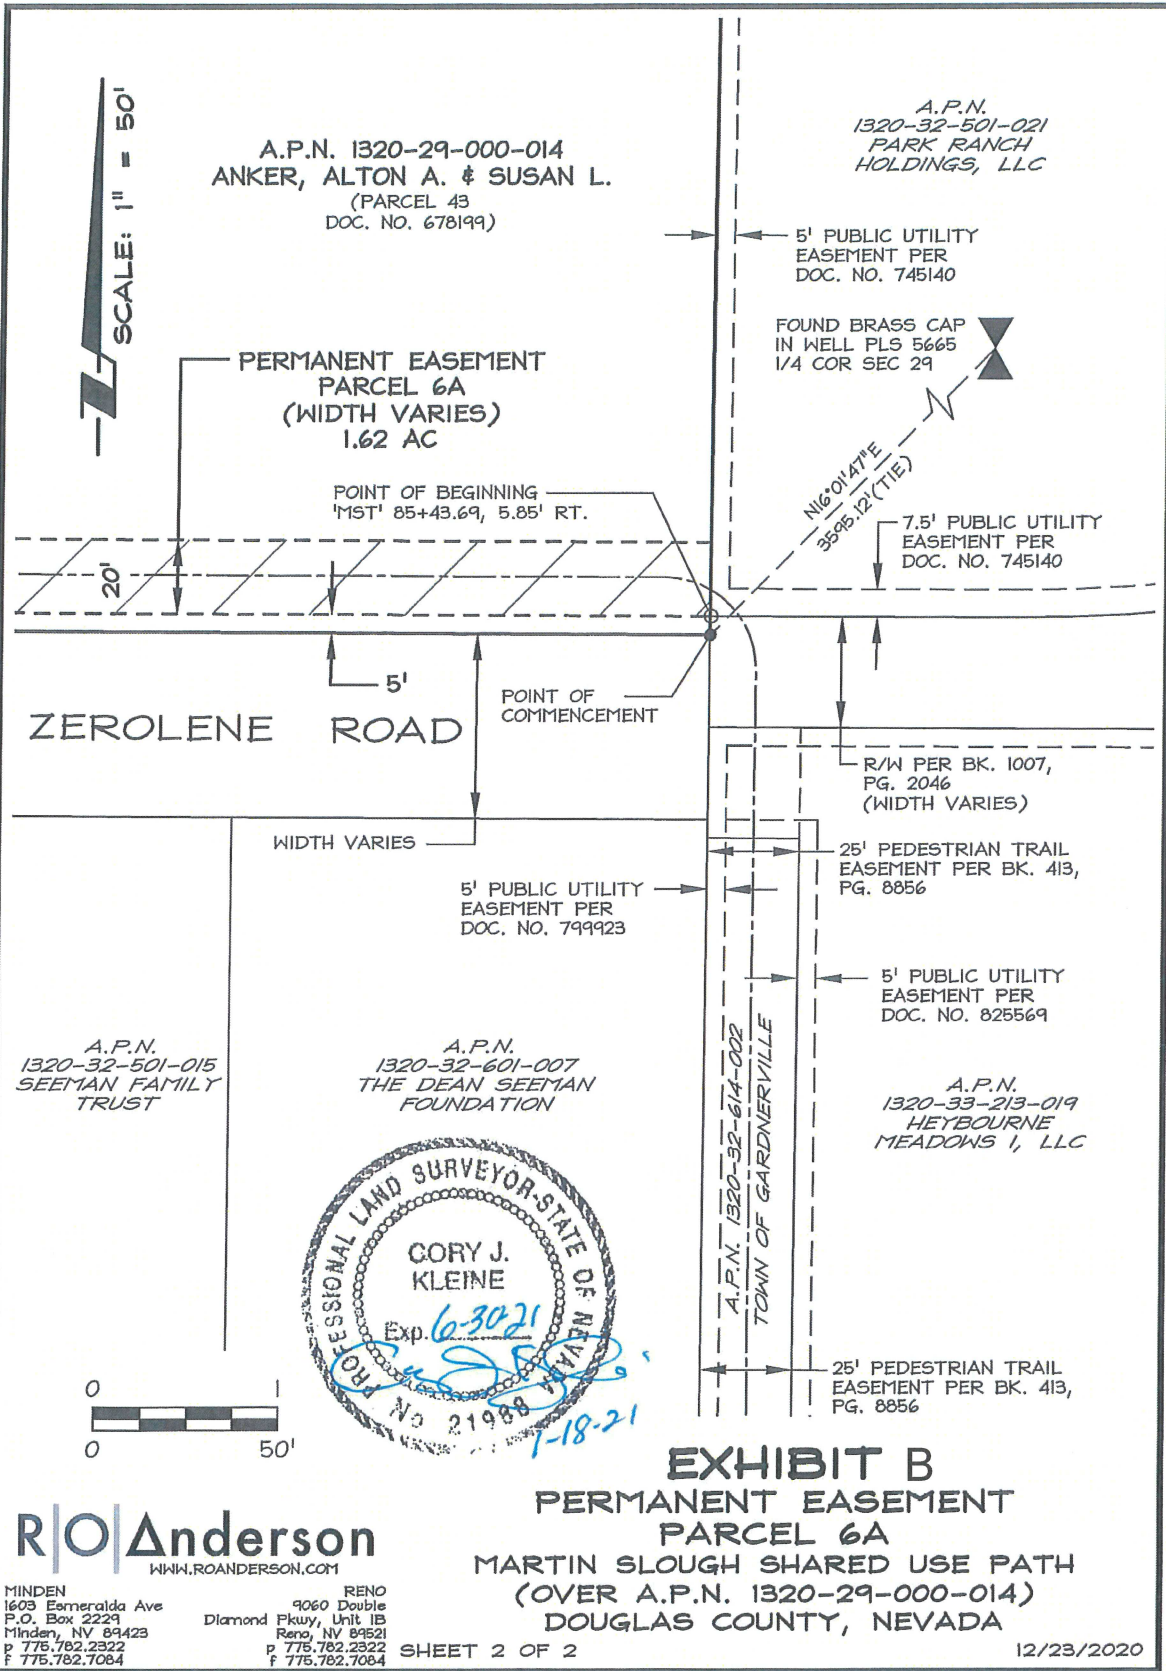 SCALE: 1" = 50'
A.P.N. 1320-29-000-014
ANKER, ALTON A. & SUSAN L.
(PARCEL 43
DOC. NO. 678199)
A.P.N.
1320-32-501-021
PARK RANCH
HOLDINGS, LLC
5' PUBLIC UTILITY
EASEMENT PER
DOC. NO. 745140
FOUND BRASS CAP
IN WELL PLS 5665
1/4 COR SEC 29
PERMANENT EASEMENT
PARCEL 6A
(WIDTH VARIES)
1.62 AC
POINT OF BEGINNING
'MST' 85+43.69, 5.85' RT.
N16°01'47"E
3595.12' (TIE)
7.5' PUBLIC UTILITY
EASEMENT PER
DOC. NO. 745140
20'
5'
POINT OF
COMMENCEMENT
ZEROLENE ROAD
R/W PER BK. 1007,
PG. 2046
(WIDTH VARIES)
WIDTH VARIES
25' PEDESTRIAN TRAIL
EASEMENT PER BK. 413,
PG. 8856
5' PUBLIC UTILITY
EASEMENT PER
DOC. NO. 799923
5' PUBLIC UTILITY
EASEMENT PER
DOC. NO. 825569
A.P.N.
1320-32-501-015
SEEMAN FAMILY
TRUST
A.P.N.
1320-32-601-007
THE DEAN SEEMAN
FOUNDATION
A.P.N. 1320-32-614-002
TOWN OF GARDNERVILLE
A.P.N.
1320-33-213-019
HEYBOURNE
MEADOWS I, LLC
PROFESSIONAL LAND SURVEYOR-STATE OF NEVADA
CORY J.
KLEINE
Exp. 6-30-21
No 21988
1-18-21
25' PEDESTRIAN TRAIL
EASEMENT PER BK. 413,
PG. 8856
0 1
0 50'
EXHIBIT B
PERMANENT EASEMENT
PARCEL 6A
MARTIN SLOUGH SHARED USE PATH
(OVER A.P.N. 1320-29-000-014)
DOUGLAS COUNTY, NEVADA
R|O|Anderson
WWW.ROANDERSON.COM
MINDEN
1603 Esmeralda Ave
P.O. Box 2229
Minden, NV 89423
p 775.782.2322
f 775.782.7084
RENO
9060 Double
Diamond Pkwy, Unit 1B
Reno, NV 89521
p 775.782.2322
f 775.782.7084
SHEET 2 OF 2
12/23/2020